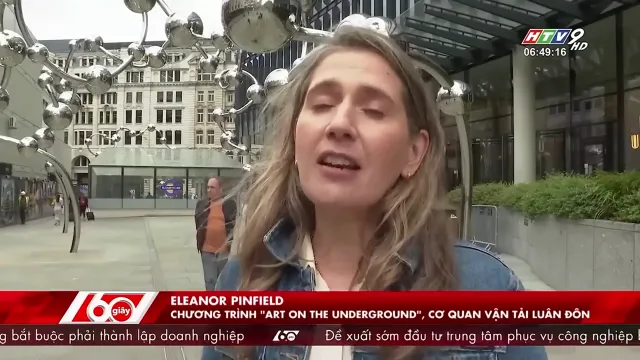 HTV9 HD
06:49:16
60 giây
ELEANOR PINFIELD
CHƯƠNG TRÌNH "ART ON THE UNDERGROUND", CƠ QUAN VẬN TẢI LUÂN ĐÔN
g bắt buộc phải thành lập doanh nghiệp HTV Đề xuất sớm đầu tư trung tâm phục vụ công nghiệp